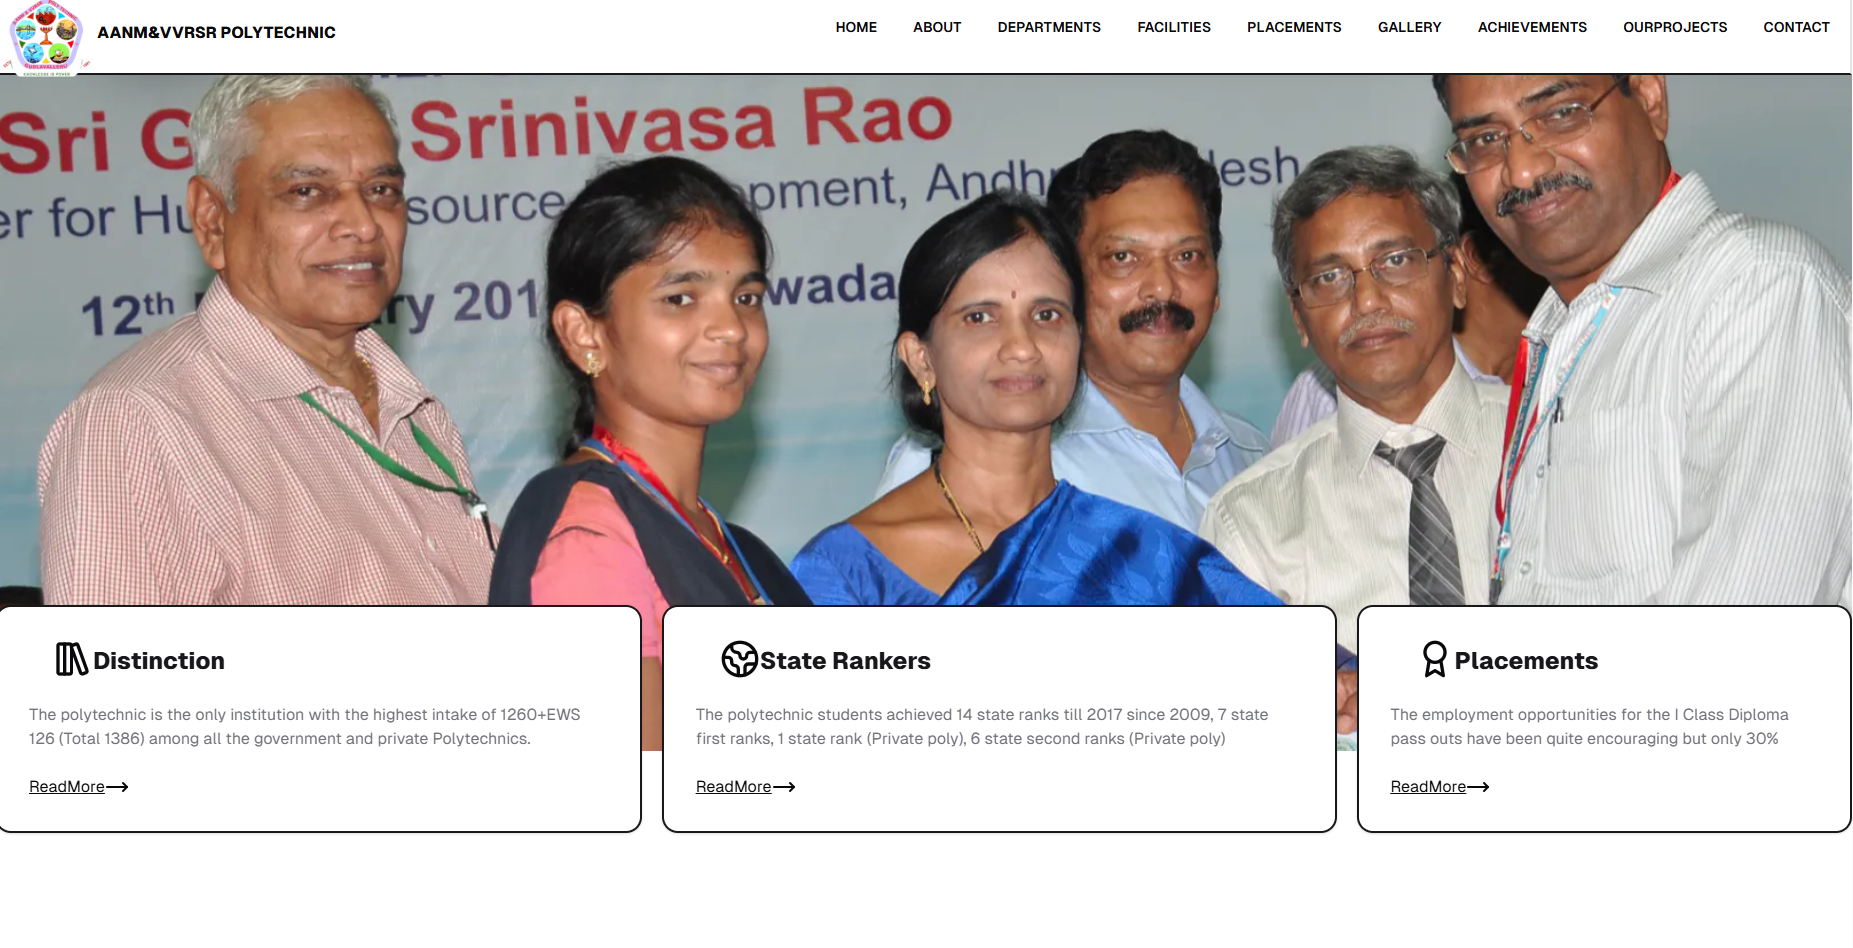 AANM&VVRSR POLYTECHNIC
HOME ABOUT DEPARTMENTS FACILITIES PLACEMENTS GALLERY ACHIEVEMENTS OURPROJECTS CONTACT
Sri G Srinivasa Rao
er for Hu source opment, Andh desh
12th ry 201 wada
Distinction
The polytechnic is the only institution with the highest intake of 1260+EWS
126 (Total 1386) among all the government and private Polytechnics.
ReadMore
State Rankers
The polytechnic students achieved 14 state ranks till 2017 since 2009, 7 state
first ranks, 1 state rank (Private poly), 6 state second ranks (Private poly)
ReadMore
Placements
The employment opportunities for the I Class Diploma
pass outs have been quite encouraging but only 30%
ReadMore